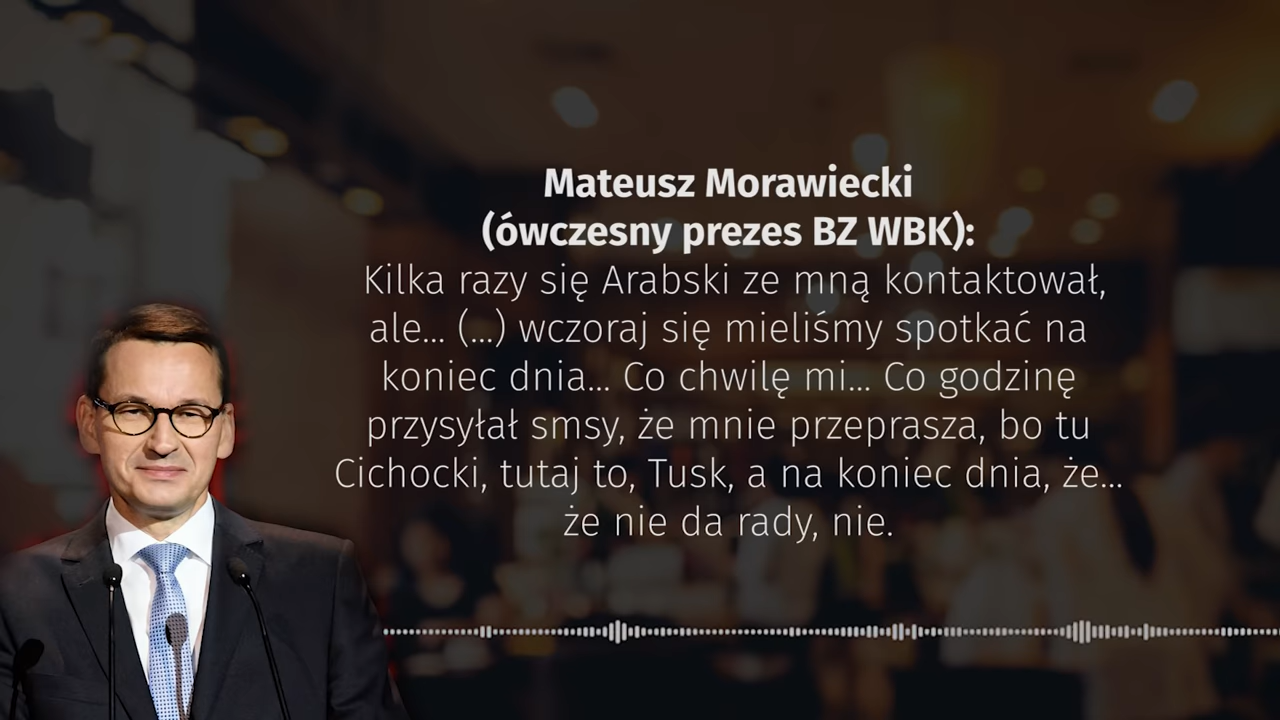 Mateusz Morawiecki
(ówczesny prezes BZ WBK):
Kilka razy się Arabski ze mną kontaktował,
ale... (...) wczoraj się mieliśmy spotkać na
koniec dnia... Co chwilę mi... Co godzinę
przysyłał smsy, że mnie przeprasza, bo tu
Cichocki, tutaj to, Tusk, a na koniec dnia, że...
że nie da rady, nie.